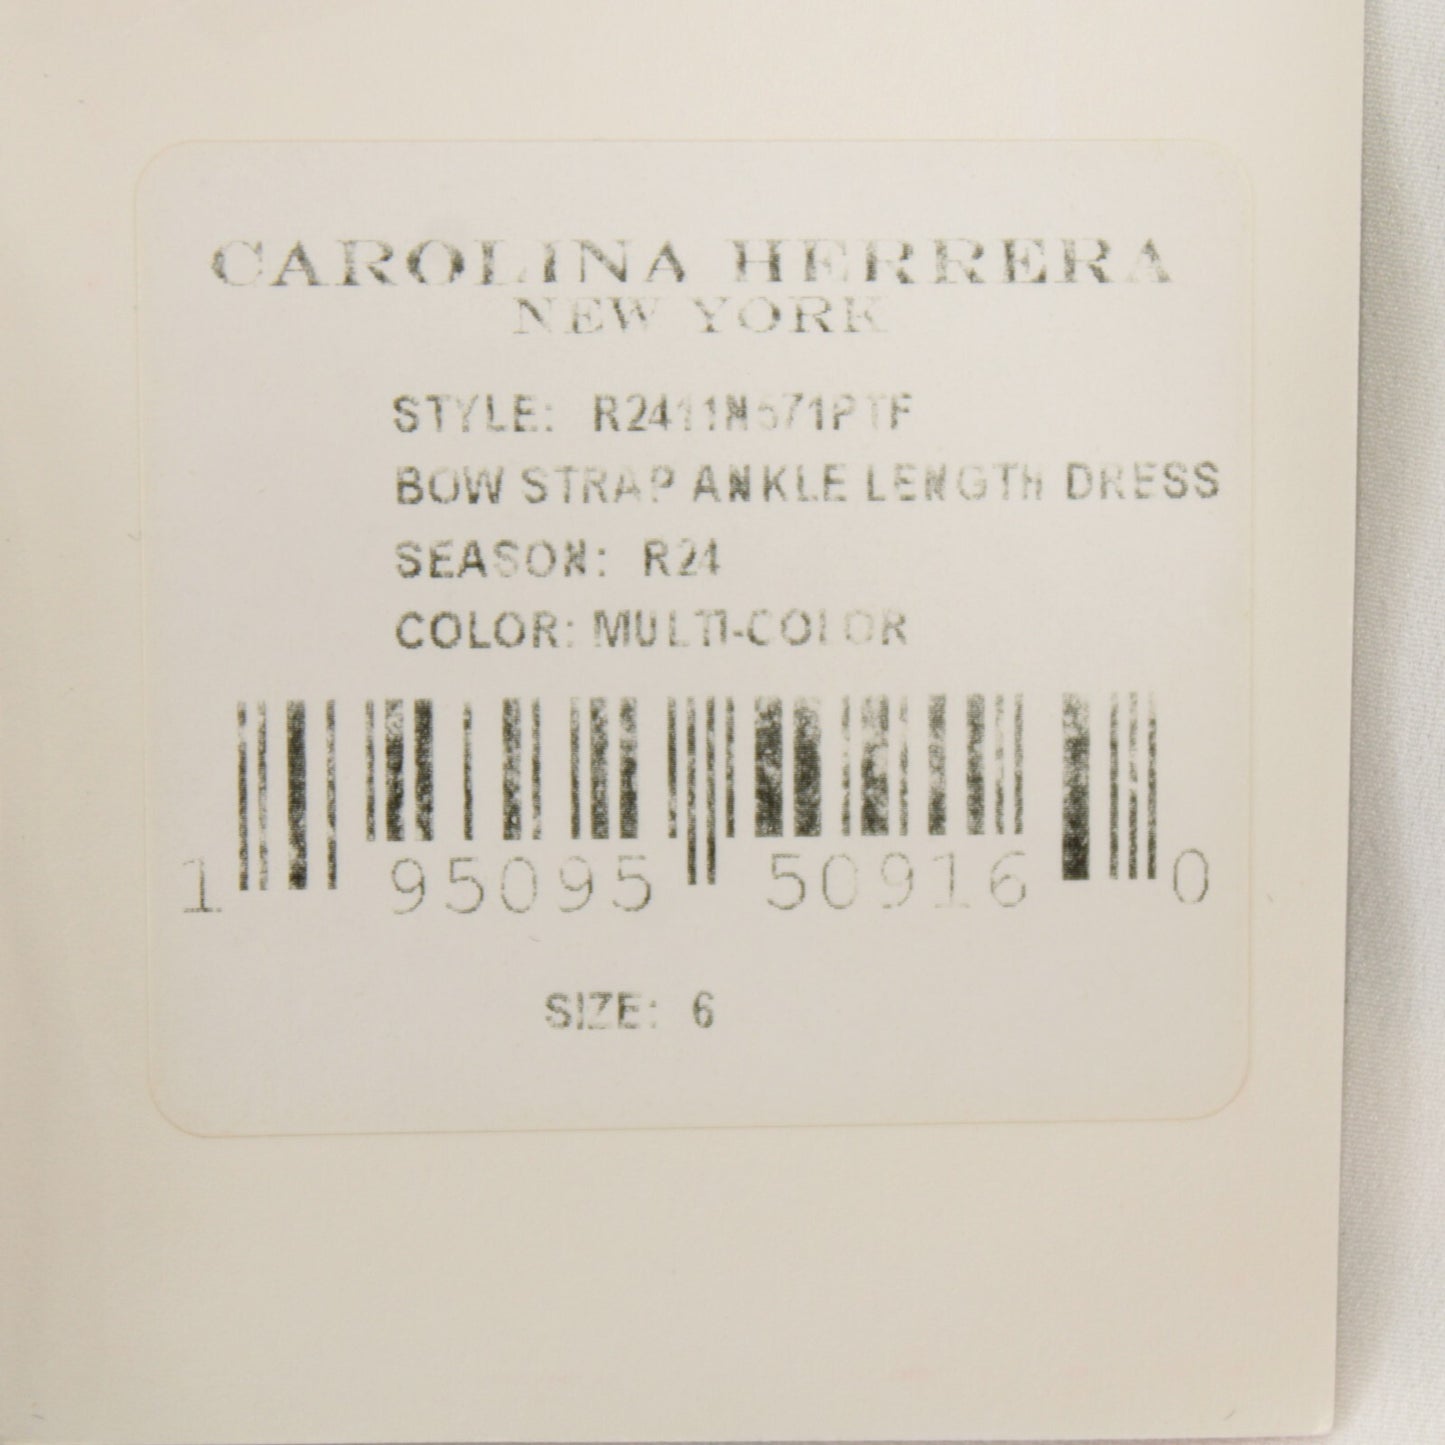 CAROLINA HERRERA
NEW YORK
STYLE: R2411N571PTF
BOW STRAP ANKLE LENGTH DRESS
SEASON: R24
COLOR: MULTI-COLOR
1 95095 50916 0
SIZE: 6